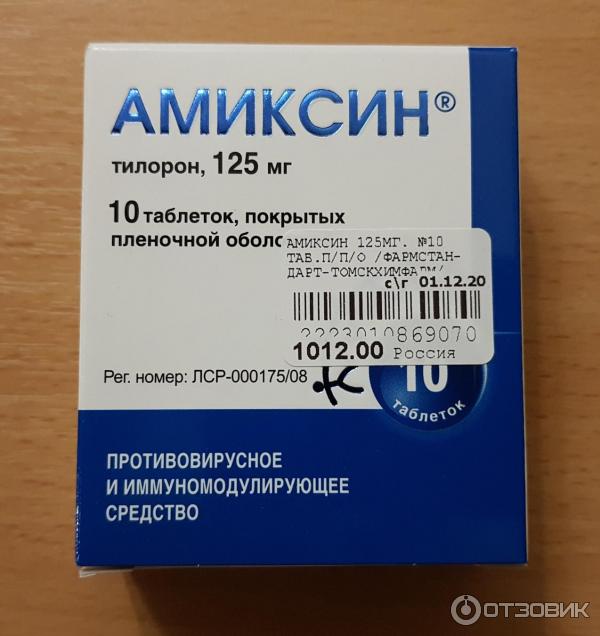 АМИКСИН®
тилорон, 125 мг
10 таблеток, покрытых
пленочной оболо
АМИКСИН 125МГ. №10
ТАБ.П/П/О /ФАРМСТАН-
ДАРТ-ТОМСКХИМФАРМ/
с\г 01.12.20
2223010869070
1012.00 Россия
Рег. номер: ЛСР-000175/08
10
таблеток
ПРОТИВОВИРУСНОЕ
И ИММУНОМОДУЛИРУЮЩЕЕ
СРЕДСТВО
ОТЗОВИК